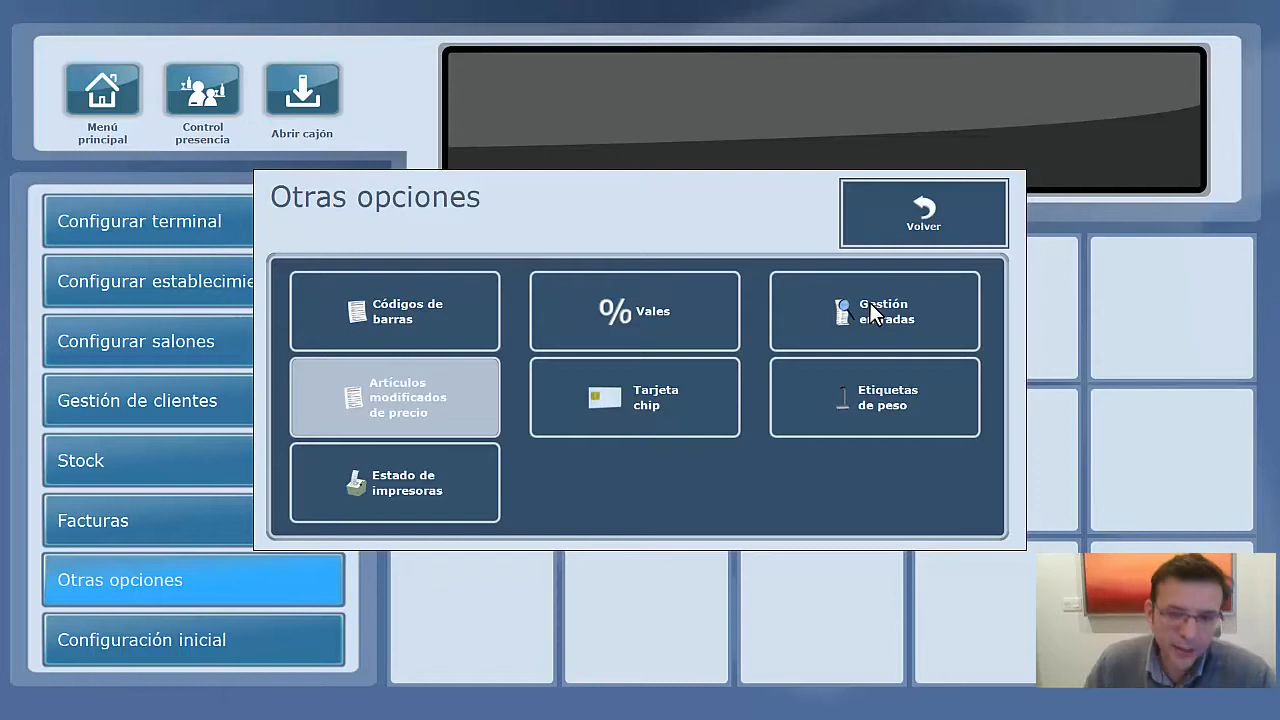 Menú
principal
Control
presencia
Abrir cajón
Configurar terminal
Configurar establecimie
Configurar salones
Gestión de clientes
Stock
Facturas
Otras opciones
Configuración inicial
Otras opciones
Volver
Códigos de
barras
% Vales
Gestión
entradas
Artículos
modificados
de precio
Tarjeta
chip
Etiquetas
de peso
Estado de
impresoras